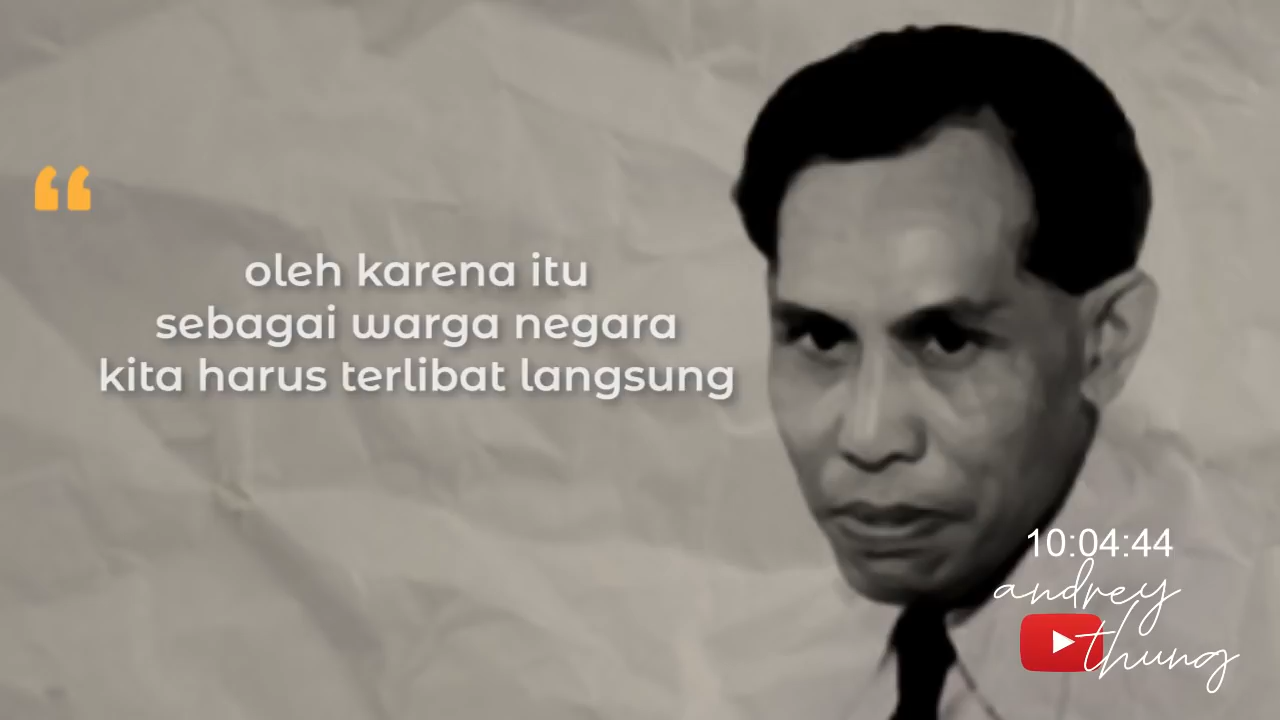 “
oleh karena itu
sebagai warga negara
kita harus terlibat langsung
10:04:44
andrey
thung